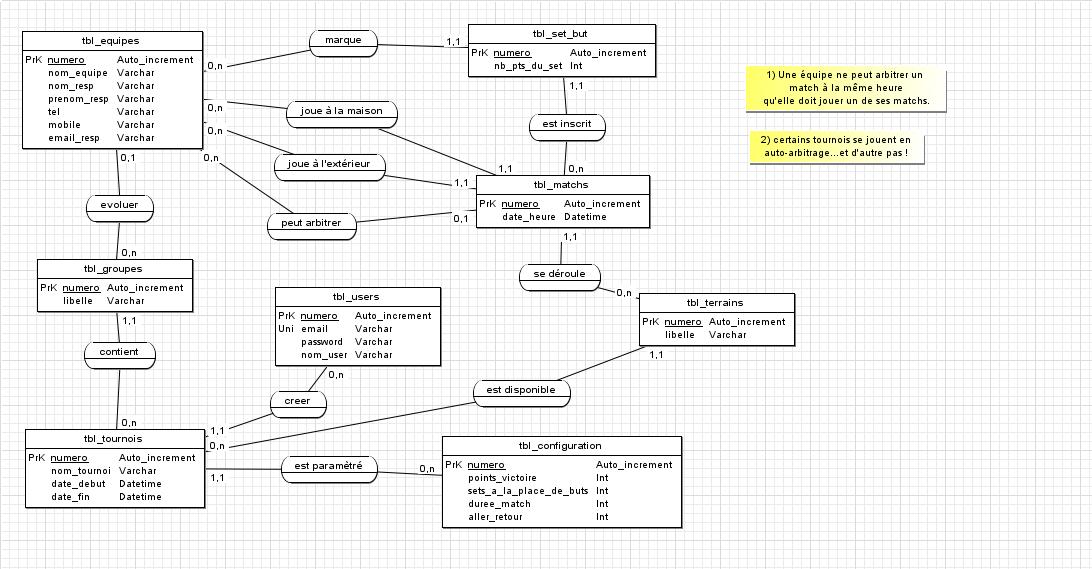 tbl_equipes
PrK numero Auto_increment
nom_equipe Varchar
nom_resp Varchar
prenom_resp Varchar
tel Varchar
mobile Varchar
email_resp Varchar
0,n
marque
1,1
tbl_set_but
PrK numero Auto_increment
nb_pts_du_set Int
1) Une équipe ne peut arbitrer un
match à la même heure
qu'elle doit jouer un de ses matchs.
2) certains tournois se jouent en
auto-arbitrage...et d'autre pas !
0,n
joue à la maison
1,1
1,1
est inscrit
0,n
0,n
joue à l'extérieur
1,1
0,n
peut arbitrer
0,1
tbl_matchs
PrK numero Auto_increment
date_heure Datetime
0,1
evoluer
0,n
1,1
se déroule
0,n
tbl_groupes
PrK numero Auto_increment
libelle Varchar
tbl_users
PrK numero Auto_increment
Uni email Varchar
password Varchar
nom_user Varchar
tbl_terrains
PrK numero Auto_increment
libelle Varchar
1,1
contient
0,n
0,n
creer
1,1
1,1
est disponible
0,n
tbl_tournois
PrK numero Auto_increment
nom_tournoi Varchar
date_debut Datetime
date_fin Datetime
1,1
est paramètré
0,n
tbl_configuration
PrK numero Auto_increment
points_victoire Int
sets_a_la_place_de_buts Int
duree_match Int
aller_retour Int